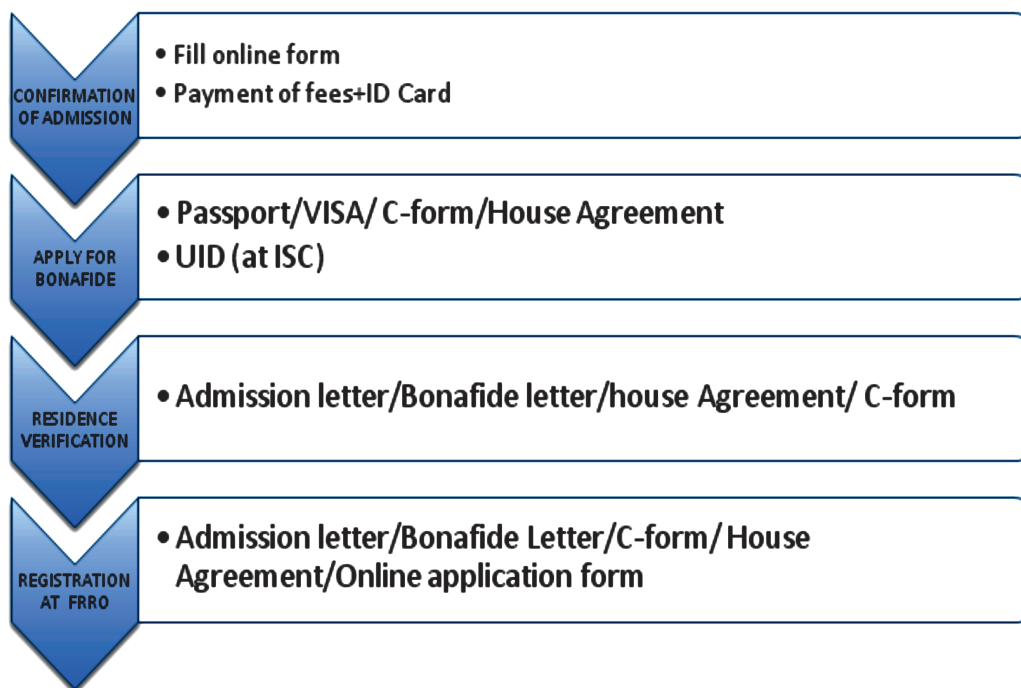 CONFIRMATION
OF ADMISSION
• Fill online form
• Payment of fees+ID Card
APPLY FOR
BONAFIDE
• Passport/VISA/ C-form/House Agreement
• UID (at ISC)
RESIDENCE
VERIFICATION
• Admission letter/Bonafide letter/house Agreement/ C-form
REGISTRATION
AT FRRO
• Admission letter/Bonafide Letter/C-form/ House
Agreement/Online application form